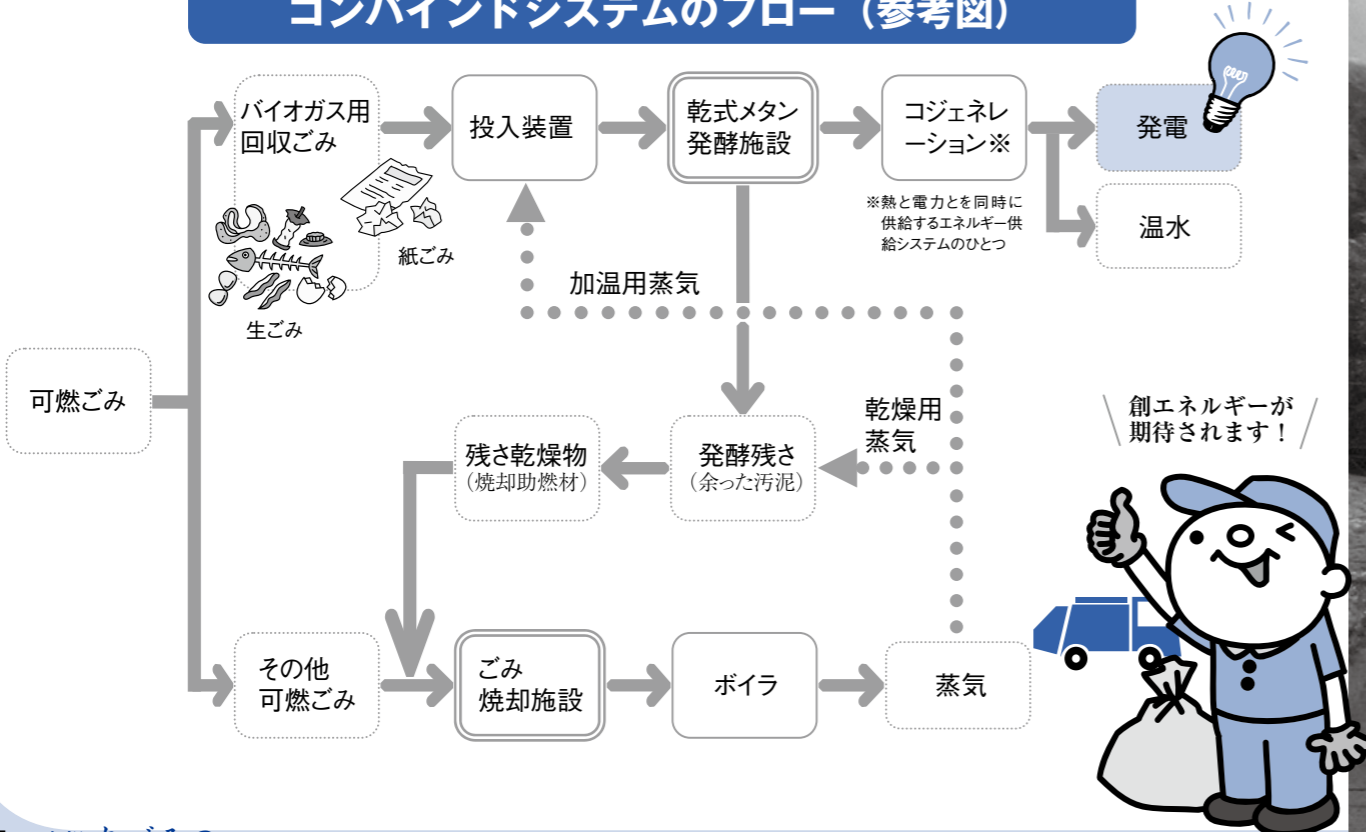 コンバインドシステムのフロー（参考図）
バイオガス用
回収ごみ
投入装置
乾式メタン
発酵施設
コジェネレ
ーション※
発電
※熱と電力とを同時に
供給するエネルギー供
給システムのひとつ
温水
紙ごみ
生ごみ
加温用蒸気
可燃ごみ
乾燥用
蒸気
創エネルギーが
期待されます！
残さ乾燥物
（焼却助燃材）
発酵残さ
（余った汚泥）
その他
可燃ごみ
ごみ
焼却施設
ボイラ
蒸気